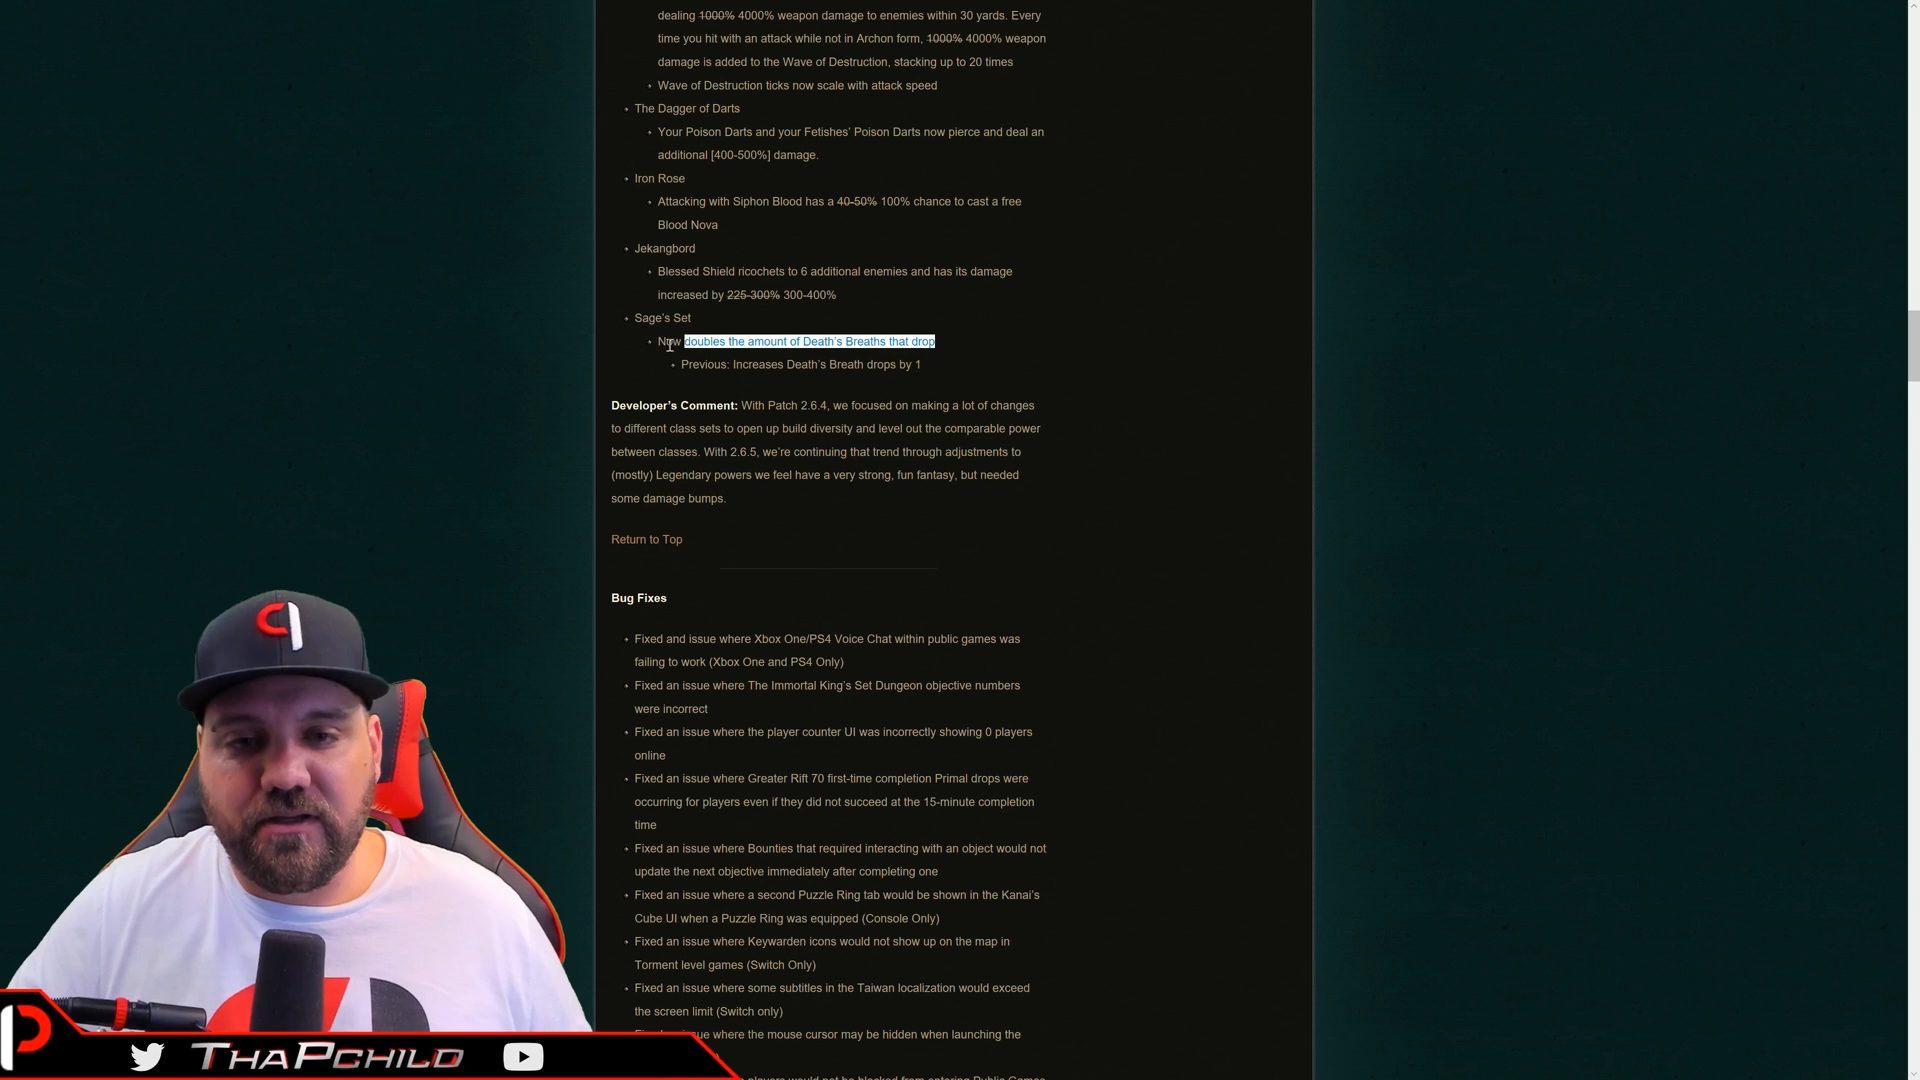 dealing 1000% 4000% weapon damage to enemies within 30 yards. Every
time you hit with an attack while not in Archon form, 1000% 4000% weapon
damage is added to the Wave of Destruction, stacking up to 20 times
Wave of Destruction ticks now scale with attack speed
The Dagger of Darts
Your Poison Darts and your Fetishes’ Poison Darts now pierce and deal an
additional [400-500%] damage.
Iron Rose
Attacking with Siphon Blood has a 40-50% 100% chance to cast a free
Blood Nova
Jekangbord
Blessed Shield ricochets to 6 additional enemies and has its damage
increased by 225-300% 300-400%
Sage’s Set
Now doubles the amount of Death’s Breaths that drop
Previous: Increases Death’s Breath drops by 1
Developer’s Comment: With Patch 2.6.4, we focused on making a lot of changes
to different class sets to open up build diversity and level out the comparable power
between classes. With 2.6.5, we’re continuing that trend through adjustments to
(mostly) Legendary powers we feel have a very strong, fun fantasy, but needed
some damage bumps.
Return to Top
Bug Fixes
Fixed and issue where Xbox One/PS4 Voice Chat within public games was
failing to work (Xbox One and PS4 Only)
Fixed an issue where The Immortal King’s Set Dungeon objective numbers
were incorrect
Fixed an issue where the player counter UI was incorrectly showing 0 players
online
Fixed an issue where Greater Rift 70 first-time completion Primal drops were
occurring for players even if they did not succeed at the 15-minute completion
time
Fixed an issue where Bounties that required interacting with an object would not
update the next objective immediately after completing one
Fixed an issue where a second Puzzle Ring tab would be shown in the Kanai’s
Cube UI when a Puzzle Ring was equipped (Console Only)
Fixed an issue where Keywarden icons would not show up on the map in
Torment level games (Switch Only)
Fixed an issue where some subtitles in the Taiwan localization would exceed
the screen limit (Switch only)
where the mouse cursor may be hidden when launching the
players would not be blocked from entering Public Games
THAPCHILD